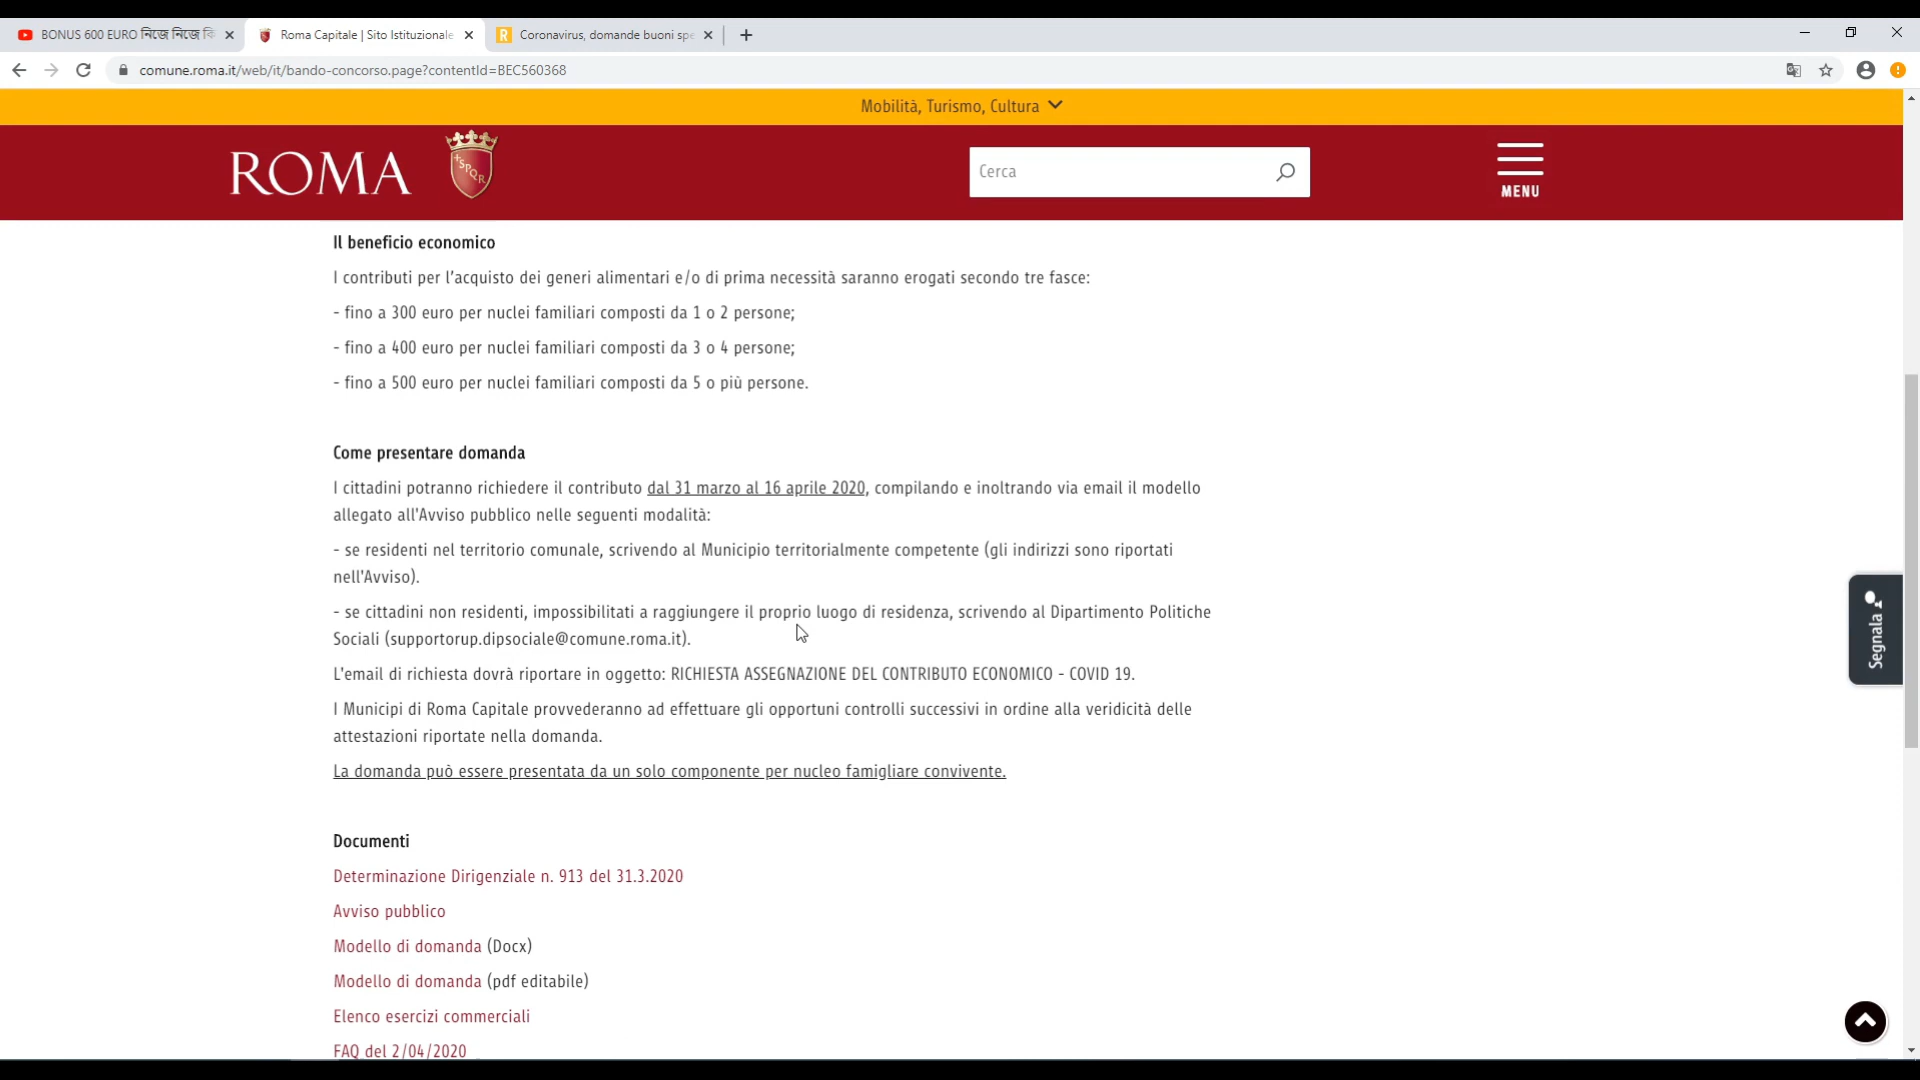 BONUS 600 EURO নিজে নিজে কি
Roma Capitale | Sito Istituzionale
Coronavirus, domande buoni spe
comune.roma.it/web/it/bando-concorso.page?contentId=BEC560368
Mobilità, Turismo, Cultura
ROMA
SPQR
Cerca
MENU
Il beneficio economico
I contributi per l'acquisto dei generi alimentari e/o di prima necessità saranno erogati secondo tre fasce:
- fino a 300 euro per nuclei familiari composti da 1 o 2 persone;
- fino a 400 euro per nuclei familiari composti da 3 o 4 persone;
- fino a 500 euro per nuclei familiari composti da 5 o più persone.
Come presentare domanda
I cittadini potranno richiedere il contributo dal 31 marzo al 16 aprile 2020, compilando e inoltrando via email il modello
allegato all'Avviso pubblico nelle seguenti modalità:
- se residenti nel territorio comunale, scrivendo al Municipio territorialmente competente (gli indirizzi sono riportati
nell'Avviso).
- se cittadini non residenti, impossibilitati a raggiungere il proprio luogo di residenza, scrivendo al Dipartimento Politiche
Sociali (supportorup.dipsociale@comune.roma.it).
L'email di richiesta dovrà riportare in oggetto: RICHIESTA ASSEGNAZIONE DEL CONTRIBUTO ECONOMICO - COVID 19.
I Municipi di Roma Capitale provvederanno ad effettuare gli opportuni controlli successivi in ordine alla veridicità delle
attestazioni riportate nella domanda.
La domanda può essere presentata da un solo componente per nucleo famigliare convivente.
Segnala
Documenti
Determinazione Dirigenziale n. 913 del 31.3.2020
Avviso pubblico
Modello di domanda (Docx)
Modello di domanda (pdf editabile)
Elenco esercizi commerciali
FAQ del 2/04/2020